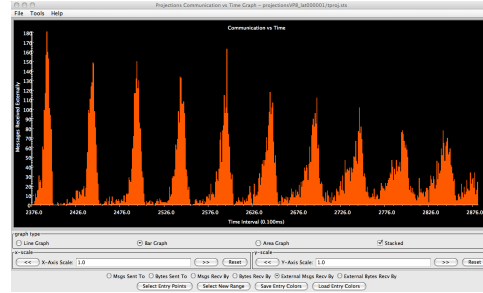 Projections Communication vs Time Graph - projectionsVPB_lat600001/tproj.sts
File Tools Help
Communication vs Time
180
170
160
150
140
130
120
110
100
90
80
70
60
50
40
30
20
10
0
Messages Received Externally
2376.0 2426.0 2476.0 2526.0 2576.0 2626.0 2676.0 2726.0 2776.0 2826.0 2876.0
Time Interval (0.100ms)
graph type
Line Graph Bar Graph Area Graph Stacked
x-scale y-scale
<< X-Axis Scale: 1.0 >> Reset << Y-Axis Scale: 1.0 >> Reset
Msgs Sent To Bytes Sent To Msgs Recv By Bytes Recv By External Msgs Recv By External Bytes Recv By
Select Entry Points Select New Range Save Entry Colors Load Entry Colors